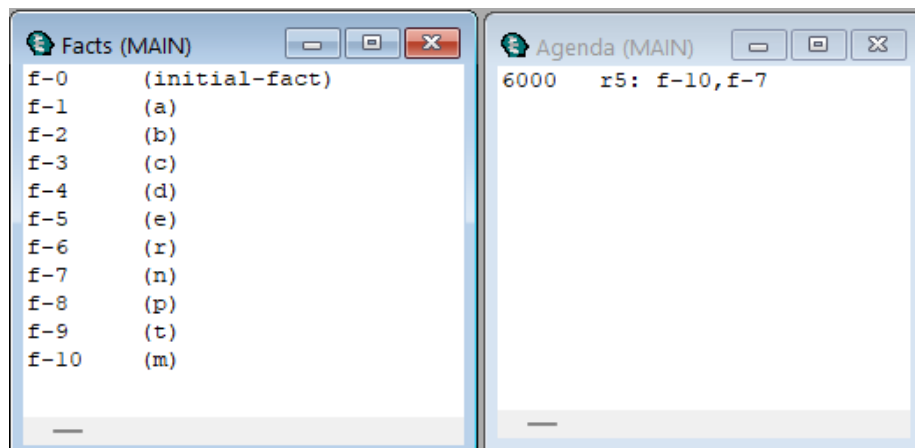 Facts (MAIN)
f-0 (initial-fact)
f-1 (a)
f-2 (b)
f-3 (c)
f-4 (d)
f-5 (e)
f-6 (r)
f-7 (n)
f-8 (p)
f-9 (t)
f-10 (m)
Agenda (MAIN)
6000 r5: f-10,f-7